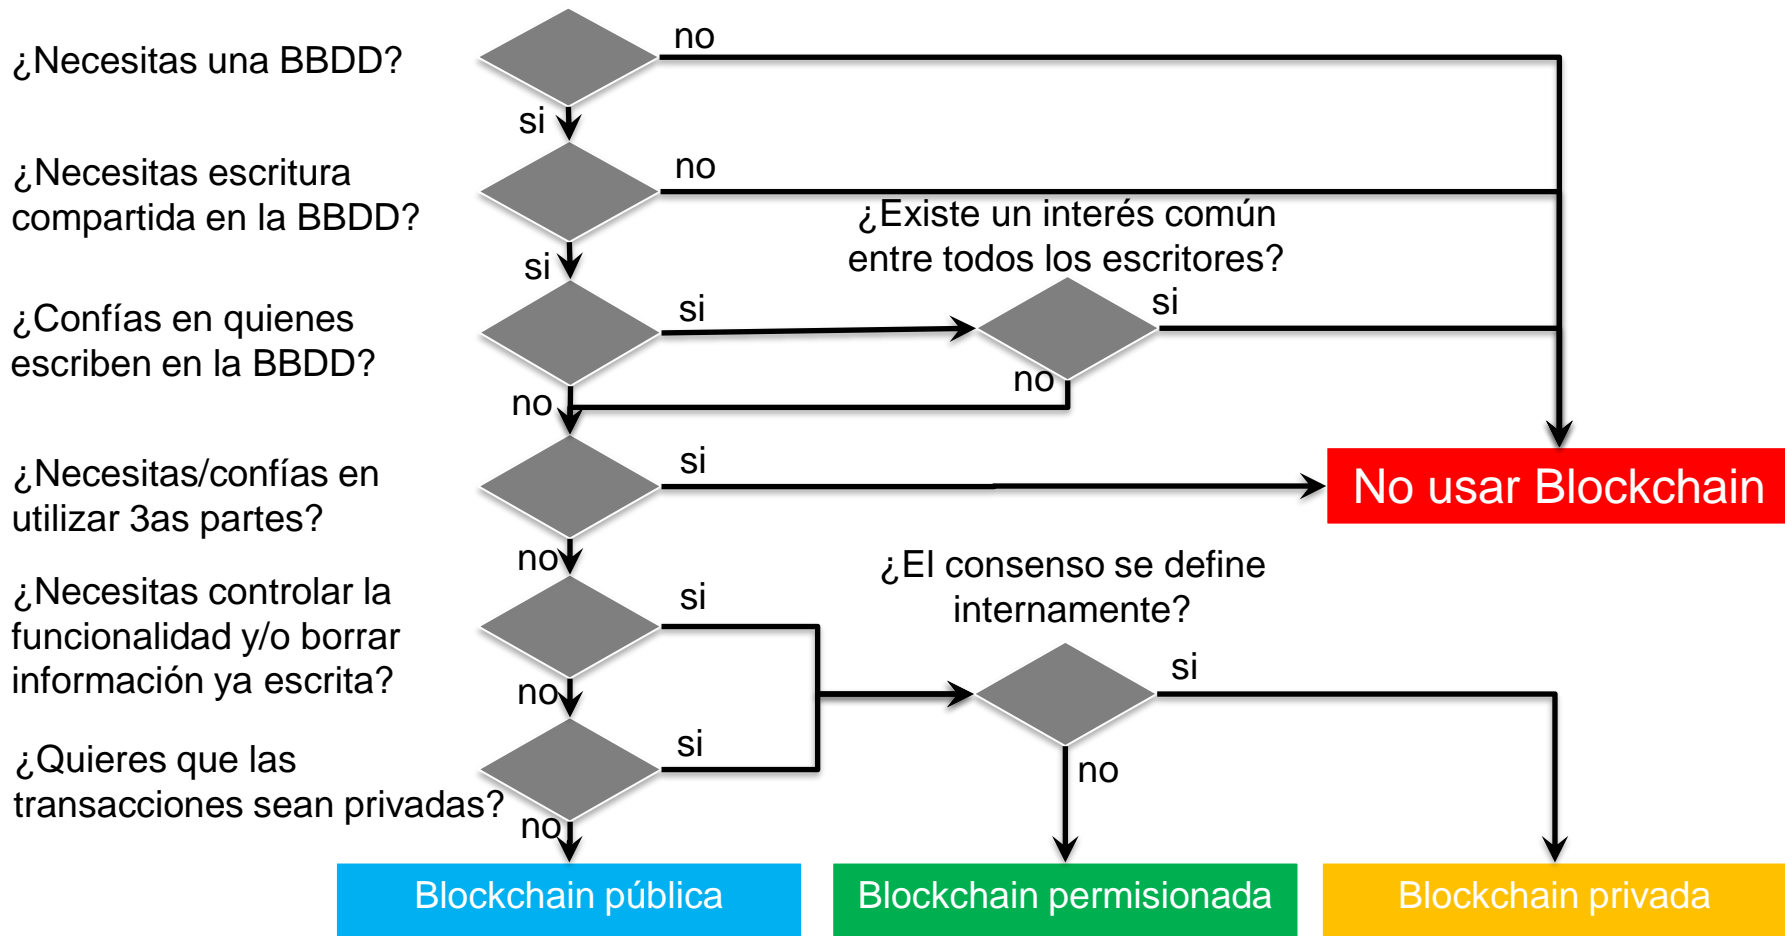 ¿Necesitas una BBDD?
no
si
¿Necesitas escritura
compartida en la BBDD?
no
si
¿Existe un interés común
entre todos los escritores?
¿Confías en quienes
escriben en la BBDD?
si
si
no
no
¿Necesitas/confías en
utilizar 3as partes?
si
No usar Blockchain
no
¿Necesitas controlar la
funcionalidad y/o borrar
información ya escrita?
si
¿El consenso se define
internamente?
no
si
¿Quieres que las
transacciones sean privadas?
si
no
no
Blockchain pública
Blockchain permisionada
Blockchain privada